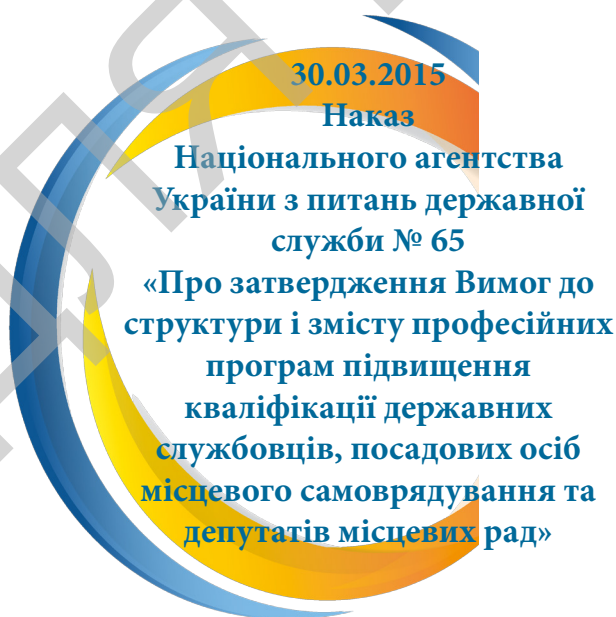 30.03.2015
Наказ
Національного агентства
України з питань державної
служби № 65
«Про затвердження Вимог до
структури і змісту професійних
програм підвищення
кваліфікації державних
службовців, посадових осіб
місцевого самоврядування та
депутатів місцевих рад»